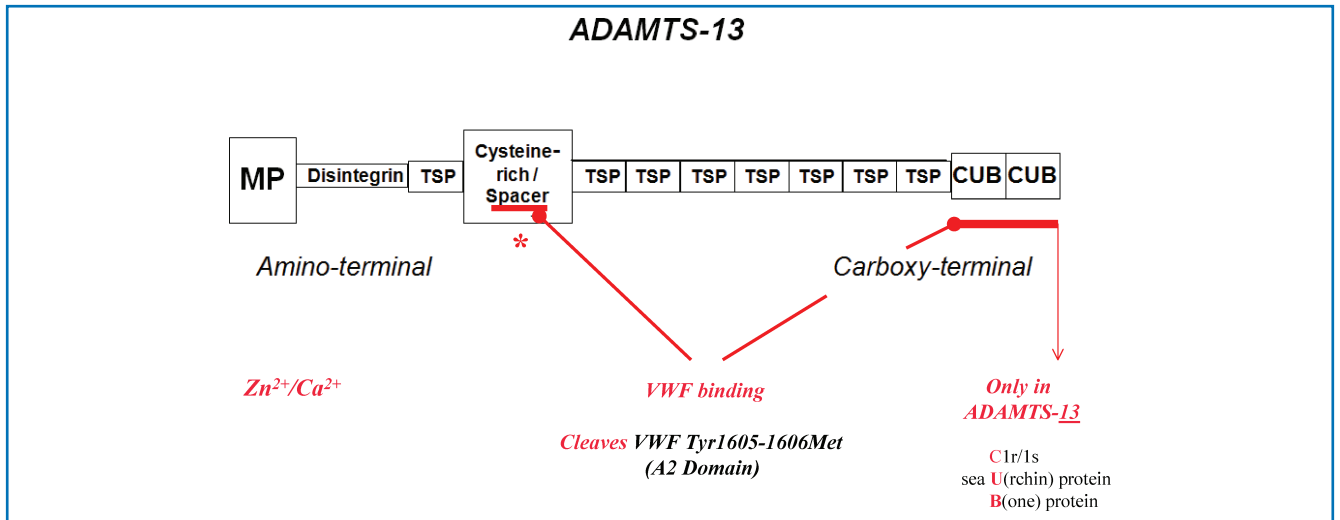 ADAMTS-13
MP
Disintegrin
TSP
Cysteine-
rich /
Spacer
TSP TSP TSP TSP TSP TSP TSP
CUB CUB
*
Amino-terminal
Carboxy-terminal
Zn²⁺/Ca²⁺
VWF binding
Cleaves VWF Tyr1605-1606Met
(A2 Domain)
Only in
ADAMTS-13
C1r/1s
sea U(rchin) protein
B(one) protein